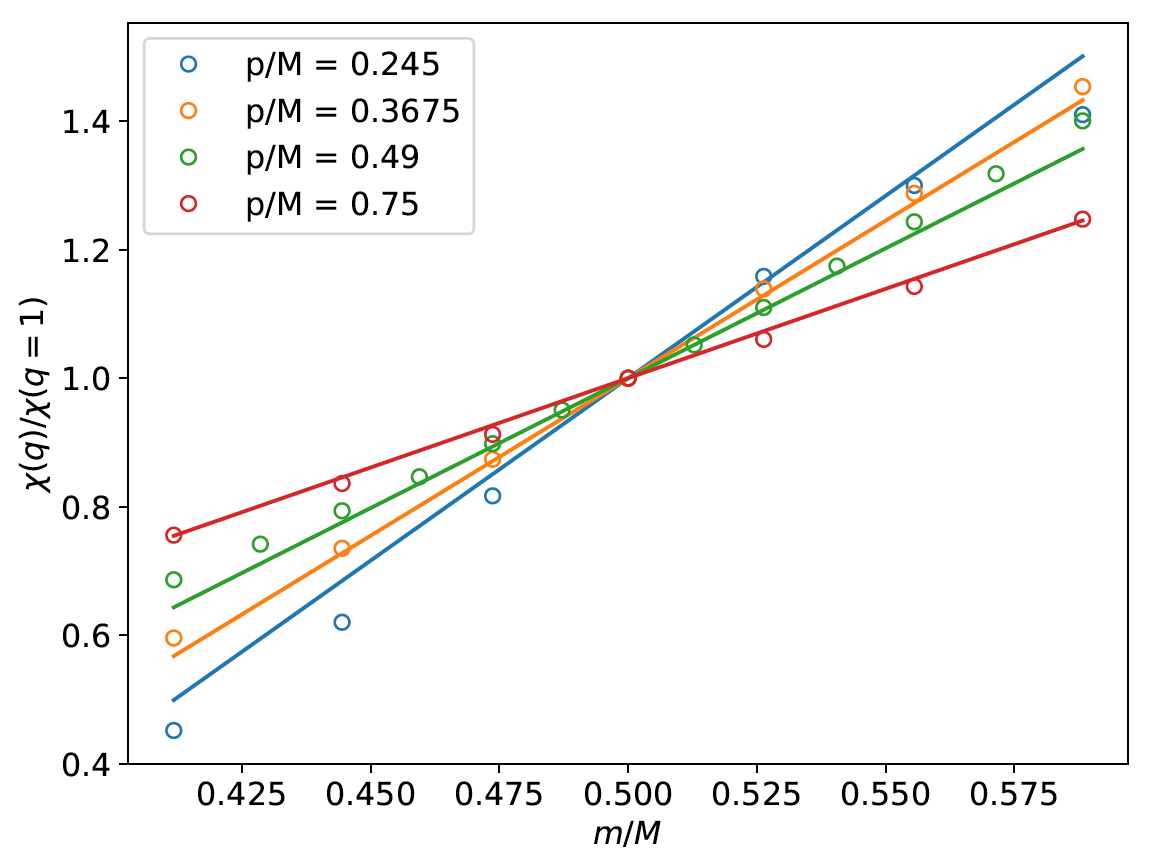 p/M = 0.245
p/M = 0.3675
p/M = 0.49
p/M = 0.75
χ(q)/χ(q = 1)
1.4
1.2
1.0
0.8
0.6
0.4
0.425 0.450 0.475 0.500 0.525 0.550 0.575
m/M